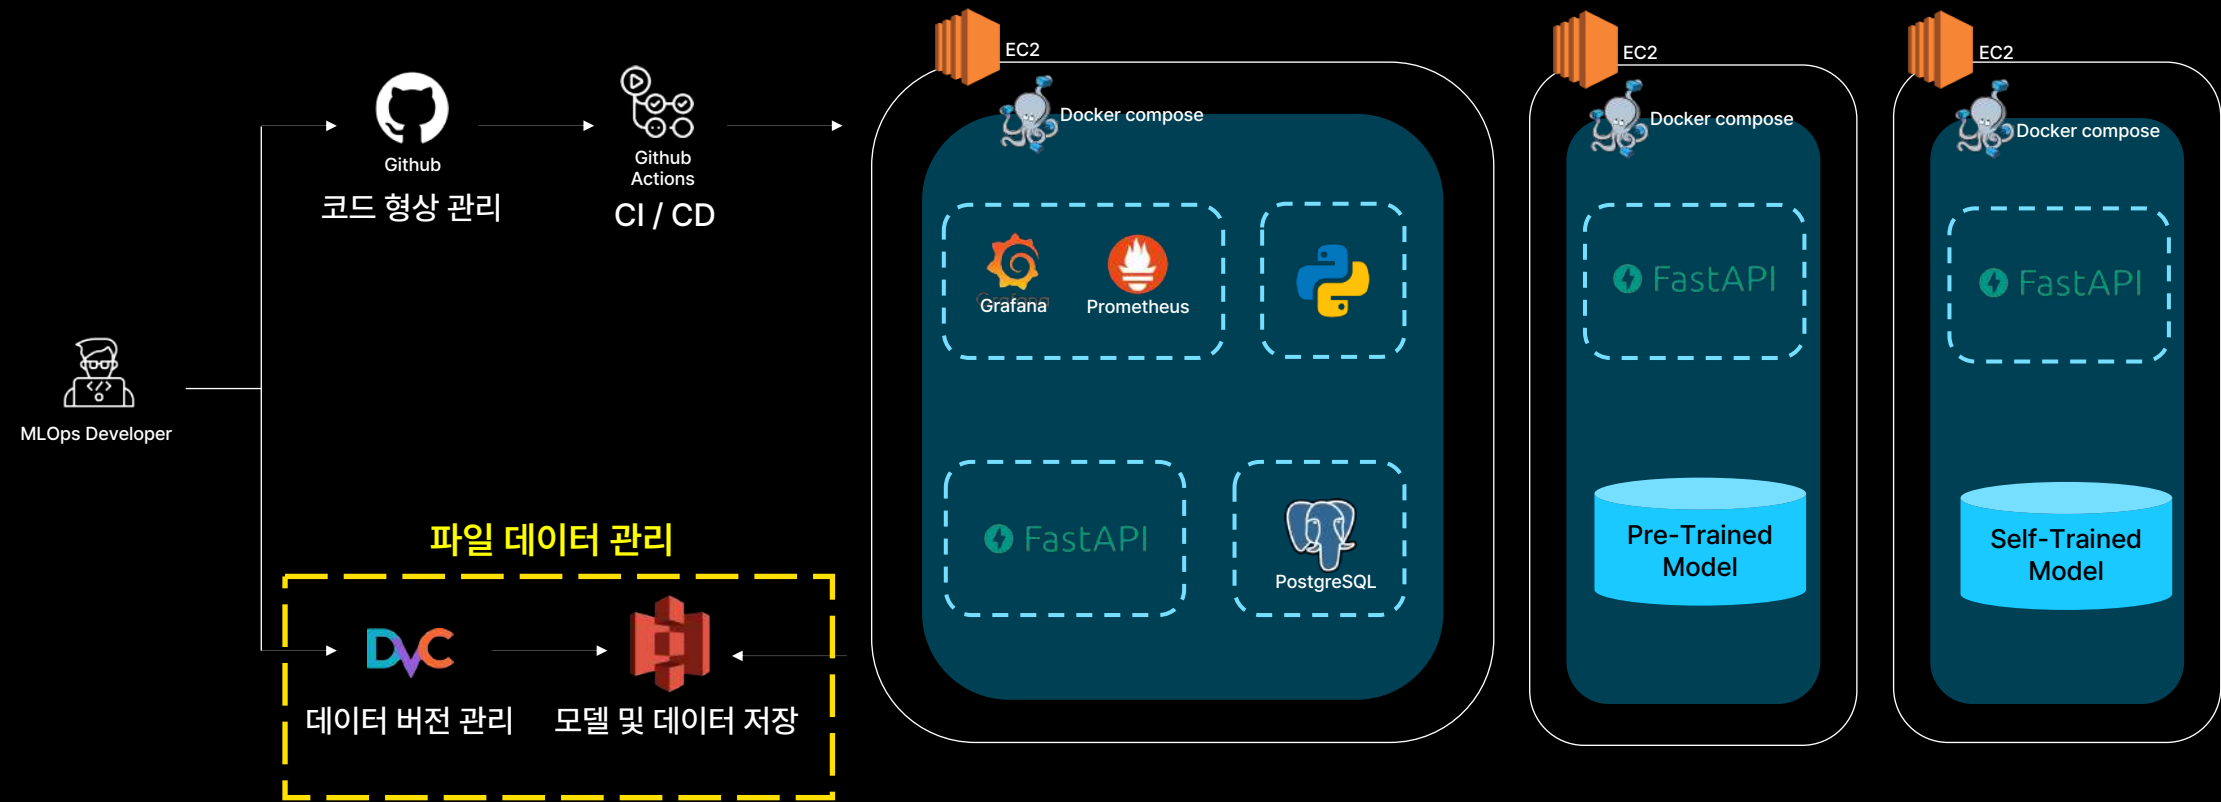 EC2
Docker compose
EC2
Docker compose
EC2
Docker compose
Github
코드 형상 관리
Github
Actions
CI / CD
Grafana
Grafana
Prometheus
FastAPI
FastAPI
MLOps Developer
파일 데이터 관리
DVC
데이터 버전 관리
모델 및 데이터 저장
FastAPI
PostgreSQL
Pre-Trained
Model
Self-Trained
Model